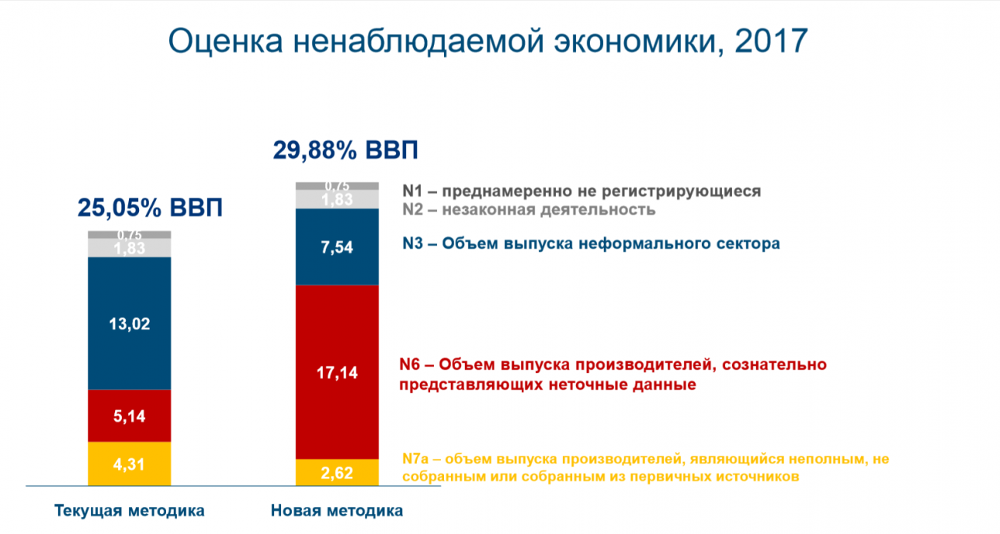 Оценка ненаблюдаемой экономики, 2017
29,88% ВВП
25,05% ВВП
0,75
1,83
13,02
5,14
4,31
0,75
1,83
7,54
17,14
2,62
N1 – преднамеренно не регистрирующиеся
N2 – незаконная деятельность
N3 – Объем выпуска неформального сектора
N6 – Объем выпуска производителей, сознательно
представляющих неточные данные
N7a – объем выпуска производителей, являющийся неполным, не
собранным или собранным из первичных источников
Текущая методика
Новая методика